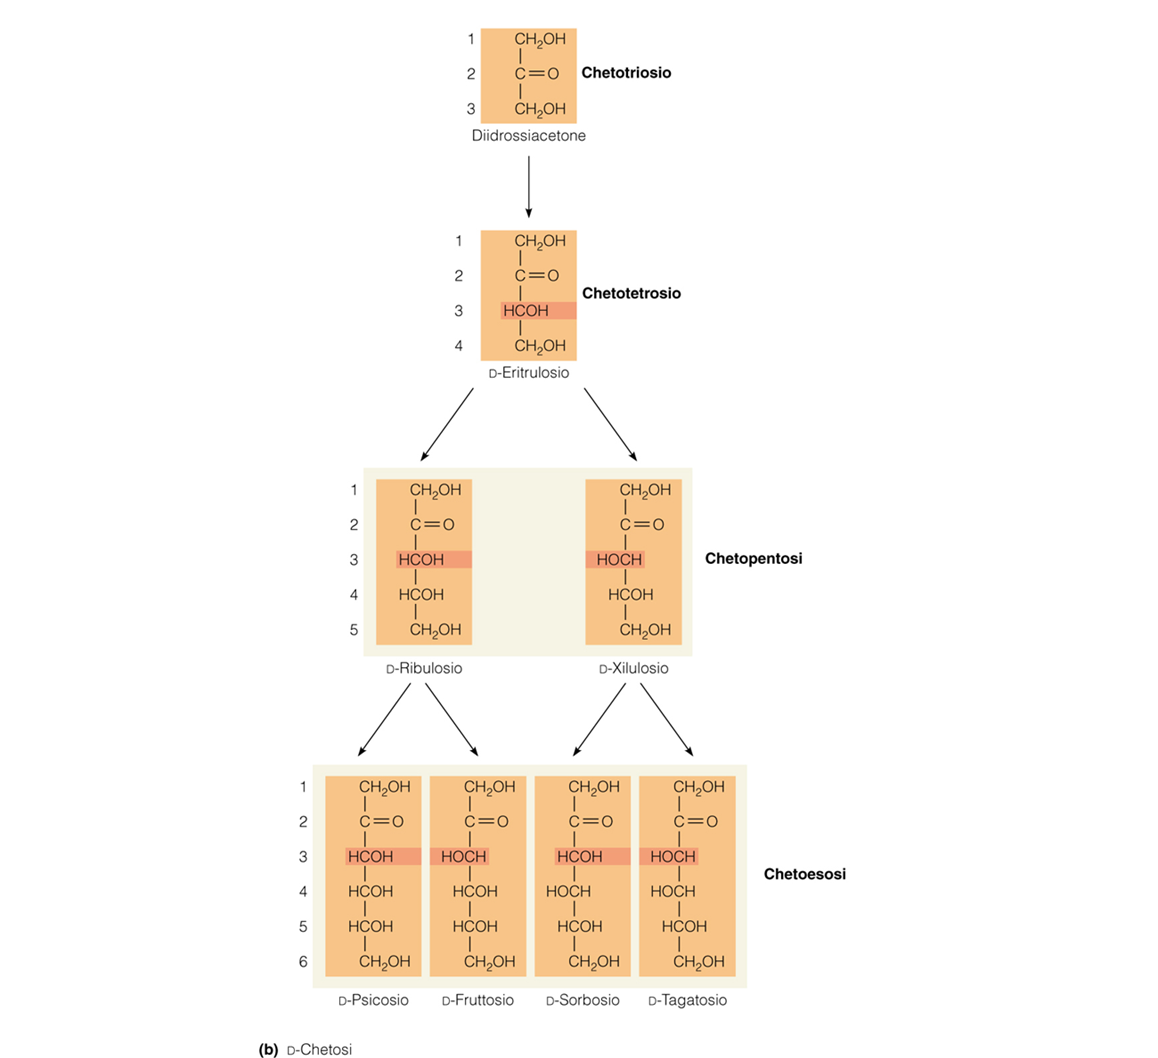 1 CH₂OH
2 C=O Chetotriosio
3 CH₂OH
Diidrossiacetone
1 CH₂OH
2 C=O
Chetotetrosio
3 HCOH
4 CH₂OH
D-Eritrulosio
1 CH₂OH CH₂OH
2 C=O C=O
3 HCOH HOCH Chetopentosi
4 HCOH HCOH
5 CH₂OH CH₂OH
D-Ribulosio D-Xilulosio
1 CH₂OH CH₂OH CH₂OH CH₂OH
2 C=O C=O C=O C=O
3 HCOH HOCH HCOH HOCH
Chetoesosi
4 HCOH HCOH HOCH HOCH
5 HCOH HCOH HCOH HCOH
6 CH₂OH CH₂OH CH₂OH CH₂OH
D-Psicosio D-Fruttosio D-Sorbosio D-Tagatosio
(b) D-Chetosi